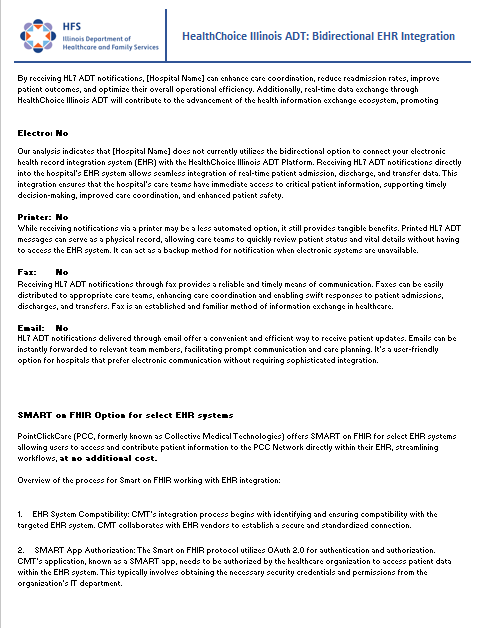 HFS
Illinois Department of
Healthcare and Family Services
HealthChoice Illinois ADT: Bidirectional EHR Integration
By receiving HL7 ADT notifications, [Hospital Name] can enhance care coordination, reduce readmission rates, improve
patient outcomes, and optimize their overall operational efficiency. Additionally, real-time data exchange through
HealthChoice Illinois ADT will contribute to the advancement of the health information exchange ecosystem, promoting
Electroi No
Our analysis indicates that [Hospital Name] does not currently utilizes the bidirectional option to connect your electronic
health record integration system (EHR) with the HealthChoice Illinois ADT Platform. Receiving HL7 ADT notifications directly
into the hospital's EHR system allows seamless integration of real-time patient admission, discharge, and transfer data. This
integration ensures that the hospital's care teams have immediate access to critical patient information, supporting timely
decision-making, improved care coordination, and enhanced patient safety.
Printer: No
While receiving notifications via a printer may be a less automated option, it still provides tangible benefits. Printed HL7 ADT
messages can serve as a physical record, allowing care teams to quickly review patient status and vital details without having
to access the EHR system. It can act as a backup method for notification when electronic systems are unavailable.
Fax: No
Receiving HL7 ADT notifications through fax provides a reliable and timely means of communication. Faxes can be easily
distributed to appropriate care teams, enhancing care coordination and enabling swift responses to patient admissions,
discharges, and transfers. Fax is an established and familiar method of information exchange in healthcare.
Email: No
HL7 ADT notifications delivered through email offer a convenient and efficient way to receive patient updates. Emails can be
instantly forwarded to relevant team members, facilitating prompt communication and care planning. It's a user-friendly
option for hospitals that prefer electronic communication without requiring sophisticated integration.
SMART on FHIR Option for select EHR systems
PointClickCare (PCC, formerly known as Collective Medical Technologies) offers SMART on FHIR for select EHR systems
allowing users to access and contribute patient information to the PCC Network directly within their EHR, streamlining
workflows, at no additional cost.
Overview of the process for Smart on FHIR working with EHR integration:
1. EHR System Compatibility: CMT's integration process begins with identifying and ensuring compatibility with the
targeted EHR system. CMT collaborates with EHR vendors to establish a secure and standardized connection.
2. SMART App Authorization: The Smart on FHIR protocol utilizes OAuth 2.0 for authentication and authorization.
CMT's application, known as a SMART app, needs to be authorized by the healthcare organization to access patient data
within the EHR system. This typically involves obtaining the necessary security credentials and permissions from the
organization's IT department.